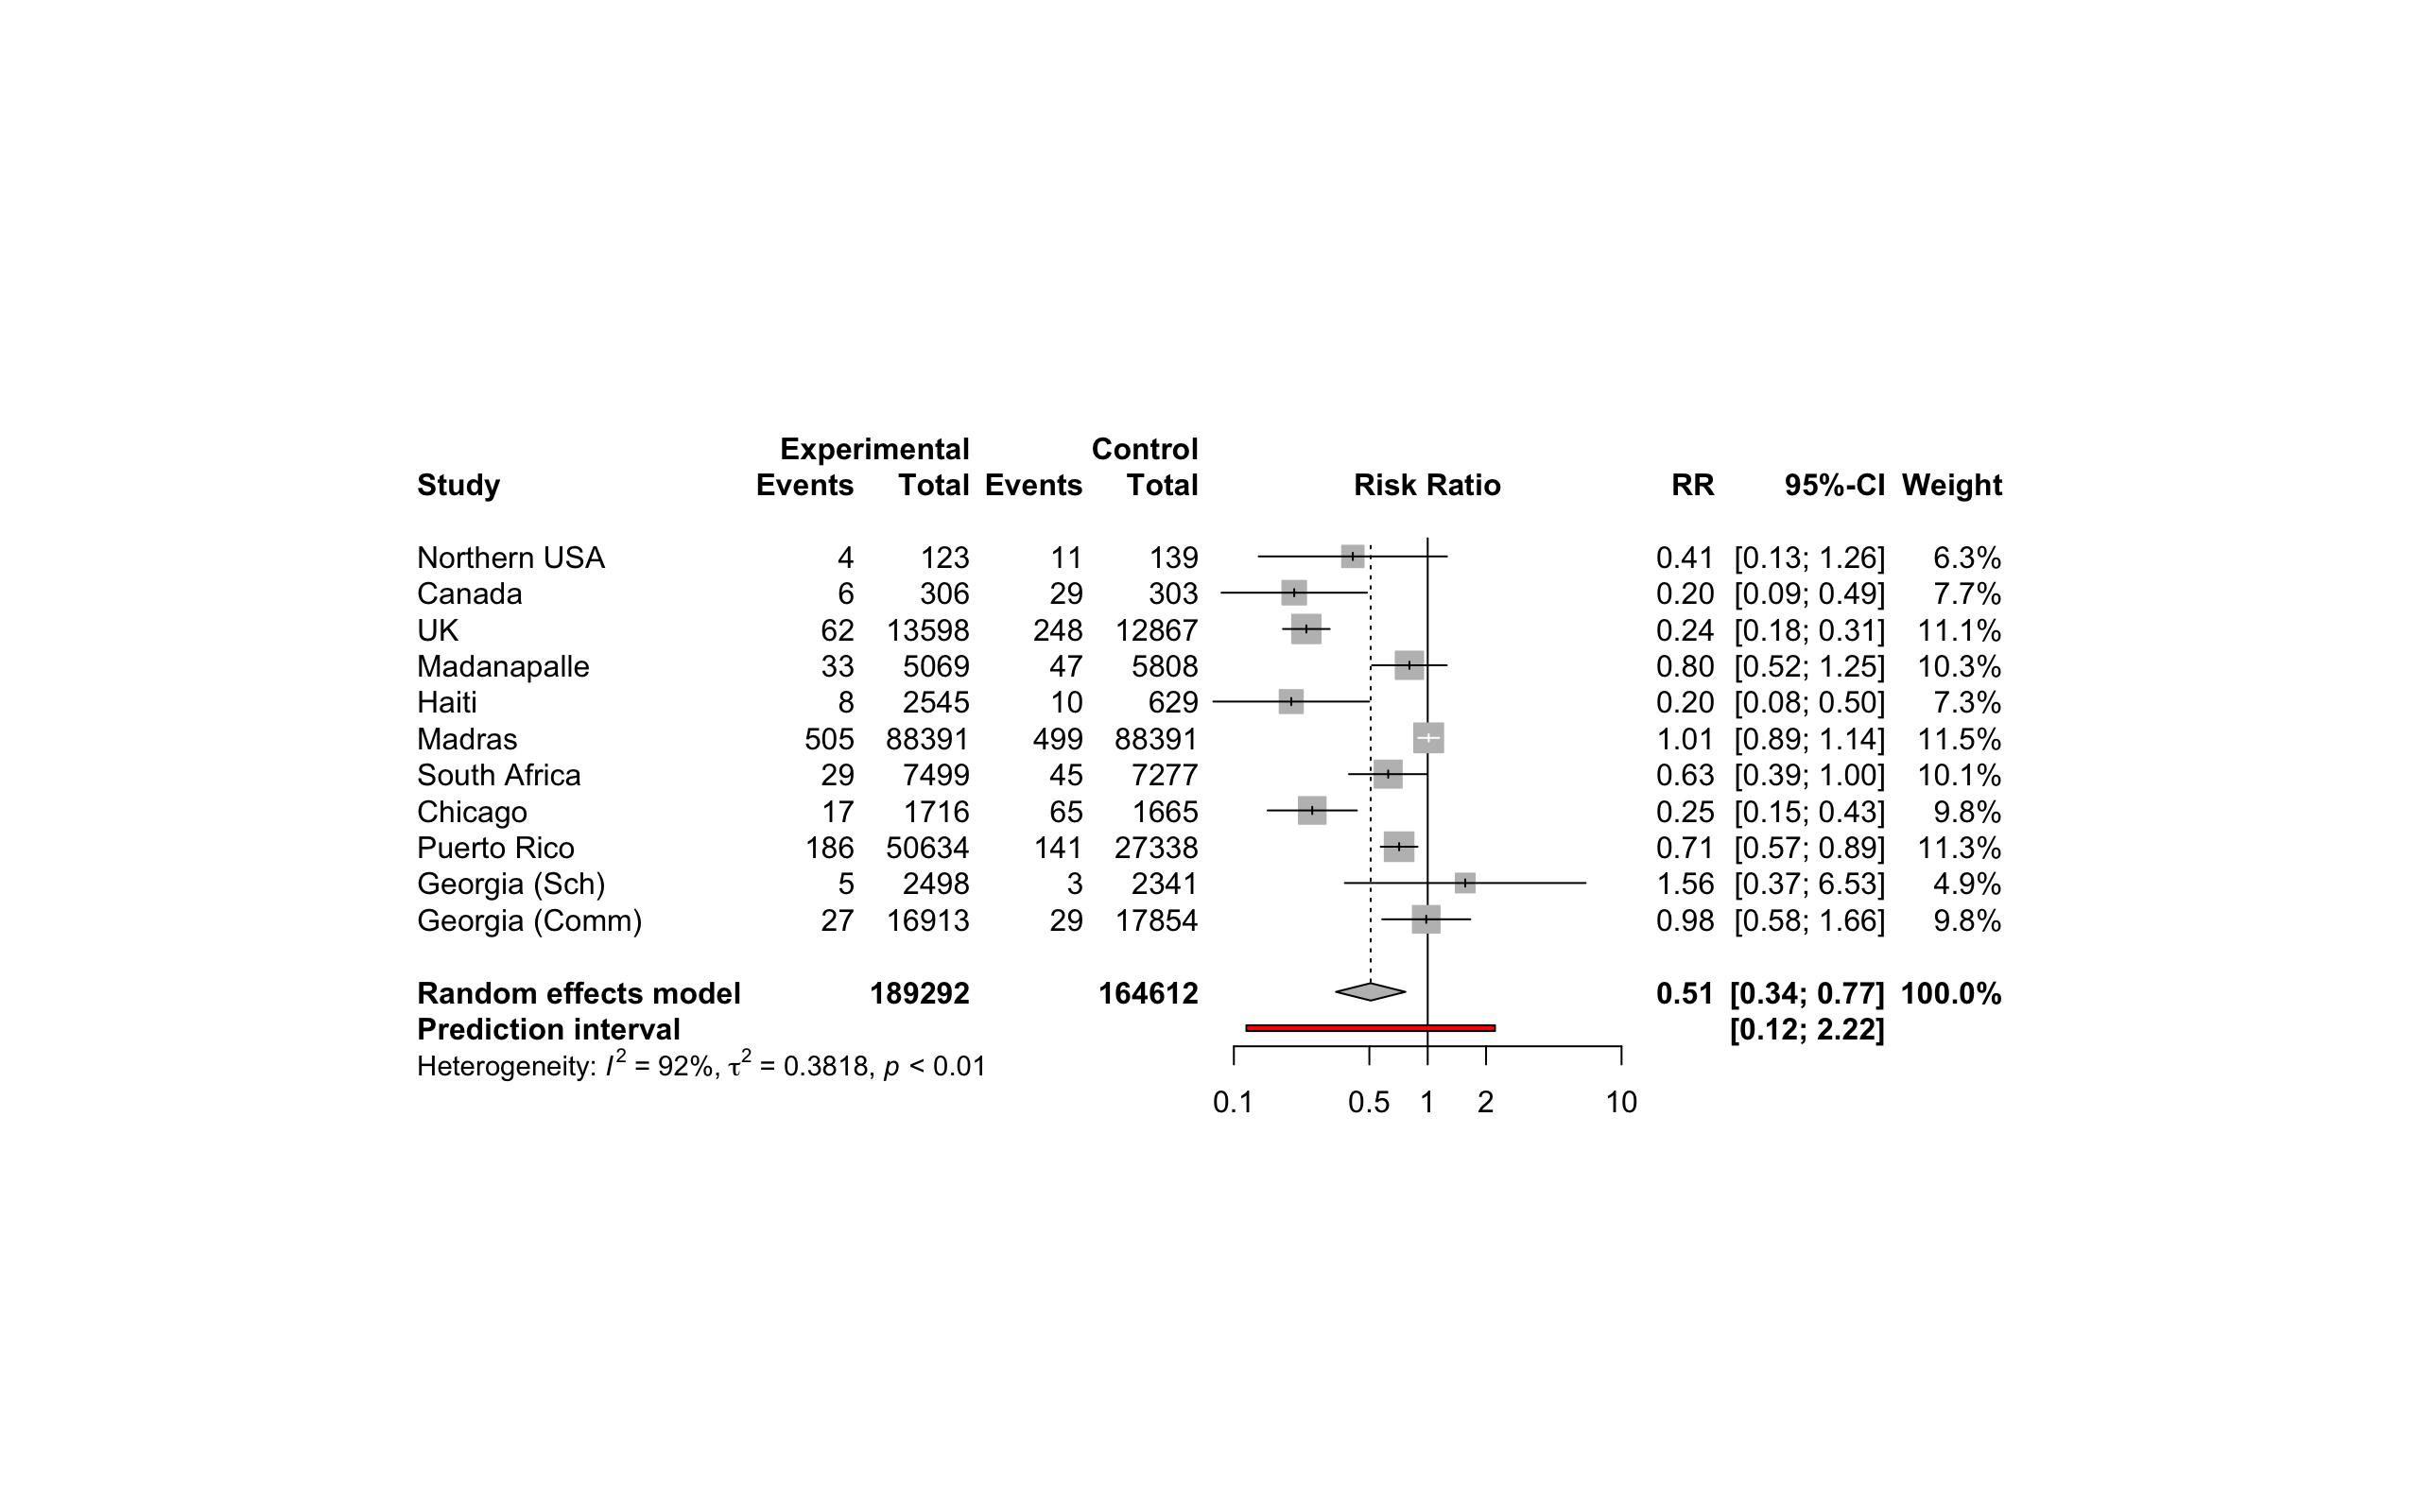 Experimental Control
Study Events Total Events Total Risk Ratio RR 95%-CI Weight
Northern USA 4 123 11 139 0.41 [0.13; 1.26] 6.3%
Canada 6 306 29 303 0.20 [0.09; 0.49] 7.7%
UK 62 13598 248 12867 0.24 [0.18; 0.31] 11.1%
Madanapalle 33 5069 47 5808 0.80 [0.52; 1.25] 10.3%
Haiti 8 2545 10 629 0.20 [0.08; 0.50] 7.3%
Madras 505 88391 499 88391 1.01 [0.89; 1.14] 11.5%
South Africa 29 7499 45 7277 0.63 [0.39; 1.00] 10.1%
Chicago 17 1716 65 1665 0.25 [0.15; 0.43] 9.8%
Puerto Rico 186 50634 141 27338 0.71 [0.57; 0.89] 11.3%
Georgia (Sch) 5 2498 3 2341 1.56 [0.37; 6.53] 4.9%
Georgia (Comm) 27 16913 29 17854 0.98 [0.58; 1.66] 9.8%
Random effects model 189292 164612 0.51 [0.34; 0.77] 100.0%
Prediction interval [0.12; 2.22]
Heterogeneity: I² = 92%, τ² = 0.3818, p < 0.01
0.1 0.5 1 2 10